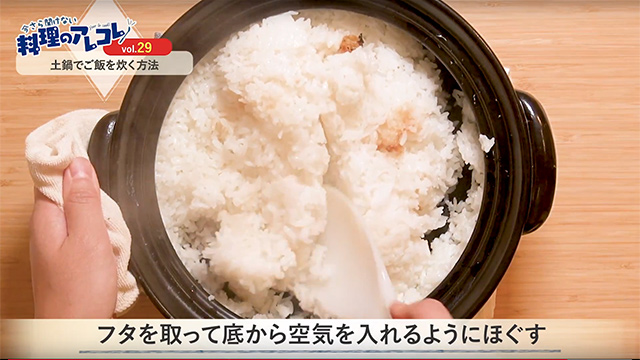 今さら聞けない
料理のアレコレ
vol.29
土鍋でご飯を炊く方法
フタを取って底から空気を入れるようにほぐす